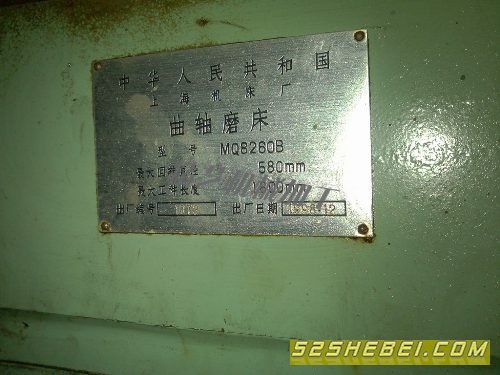 中华人民共和国
上海机床厂
曲轴磨床
型号 MQ8260B
最大回转直径 580mm
最大工件长度 1600mm
出厂编号 出厂日期
52SHEBEI.COM